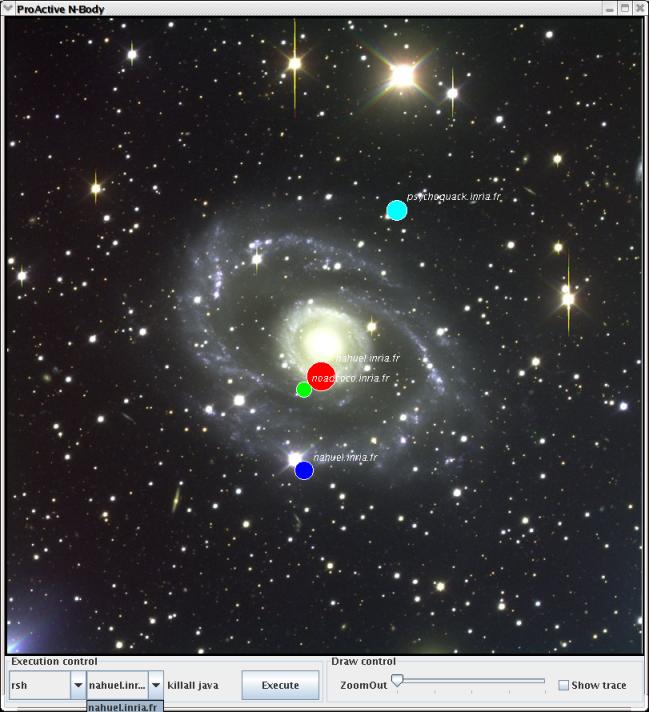 ProActive N-Body
psychoquack.inria.fr
nahuel.inria.fr
noadcoco.inria.fr
nahuel.inria.fr
Execution control
Draw control
rsh
nahuel.inr...
killall java
Execute
ZoomOut
Show trace
nahuel.inria.fr